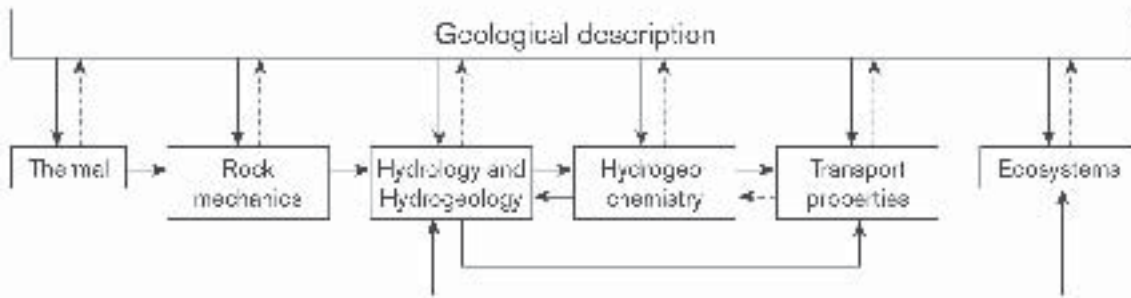 Geological description
Thermal
Rock
mechanics
Hydrology and
Hydrogeology
Hydrogeo
chemistry
Transport
properties
Ecosystems